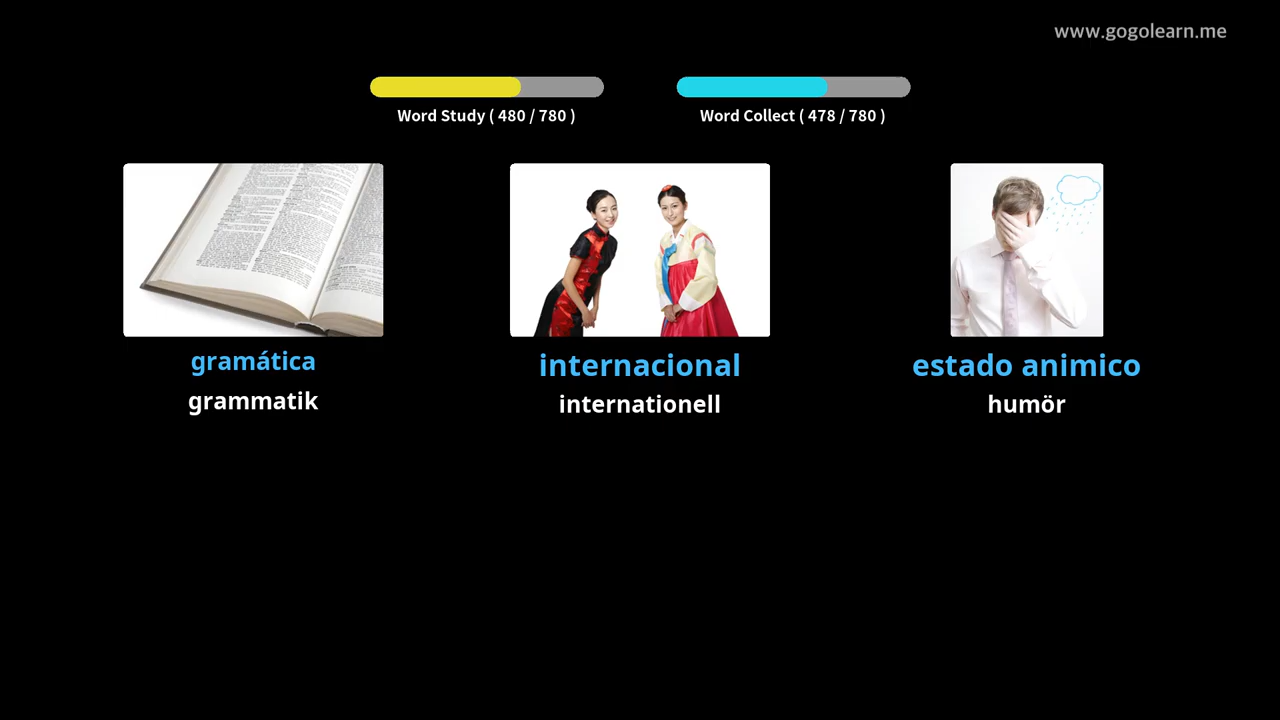 www.gogolearn.me
Word Study ( 480 / 780 )
Word Collect ( 478 / 780 )
gramática
grammatik
internacional
internationell
estado animico
humör